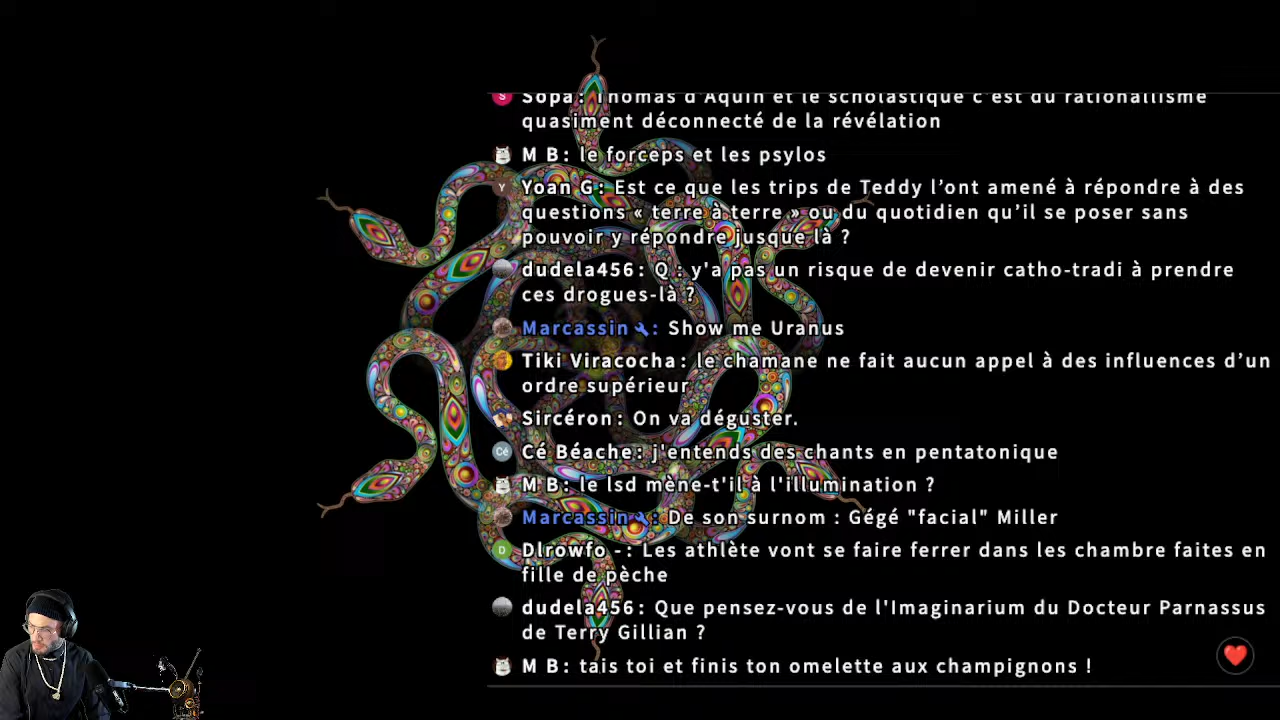 S Sopa : Thomas d'Aquin et le scholastique c'est du rationallisme
quasiment déconnecté de la révélation
M B : le forceps et les psylos
Y Yoan G : Est ce que les trips de Teddy l'ont amené à répondre à des
questions « terre à terre » ou du quotidien qu'il se poser sans
pouvoir y répondre jusque là ?
dudela456 : Q : y'a pas un risque de devenir catho-tradi à prendre
ces drogues-là ?
Marcassin : Show me Uranus
Tiki Viracocha : le chamane ne fait aucun appel à des influences d'un
ordre supérieur
Sircéron : On va déguster.
Cé Cé Béache : j'entends des chants en pentatonique
M B : le lsd mène-t'il à l'illumination ?
Marcassin : De son surnom : Gégé "facial" Miller
D Dlrowfo - : Les athlète vont se faire ferrer dans les chambre faites en
fille de pèche
dudela456 : Que pensez-vous de l'Imaginarium du Docteur Parnassus
de Terry Gillian ?
M B : tais toi et finis ton omelette aux champignons !